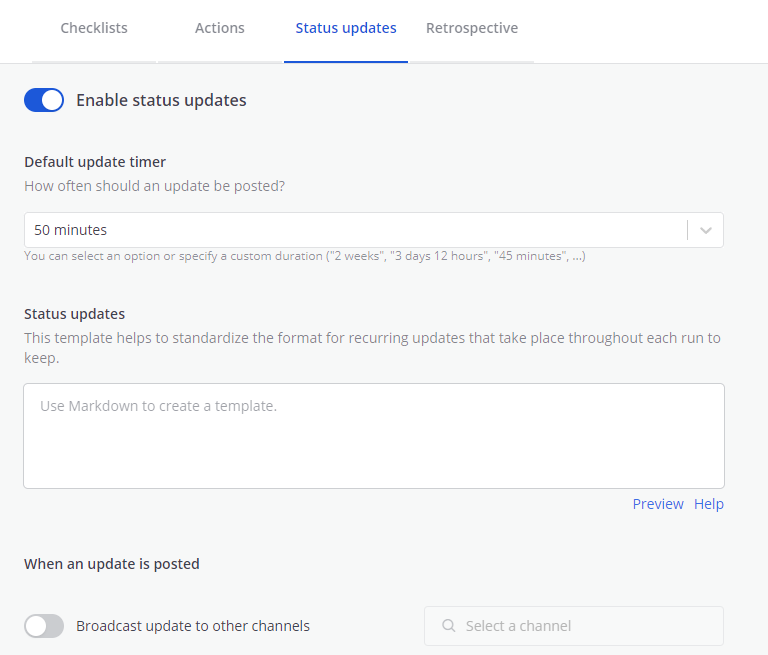 Checklists Actions Status updates Retrospective
Enable status updates
Default update timer
How often should an update be posted?
50 minutes
You can select an option or specify a custom duration ("2 weeks", "3 days 12 hours", "45 minutes", ...)
Status updates
This template helps to standardize the format for recurring updates that take place throughout each run to
keep.
Use Markdown to create a template.
Preview Help
When an update is posted
Broadcast update to other channels Select a channel